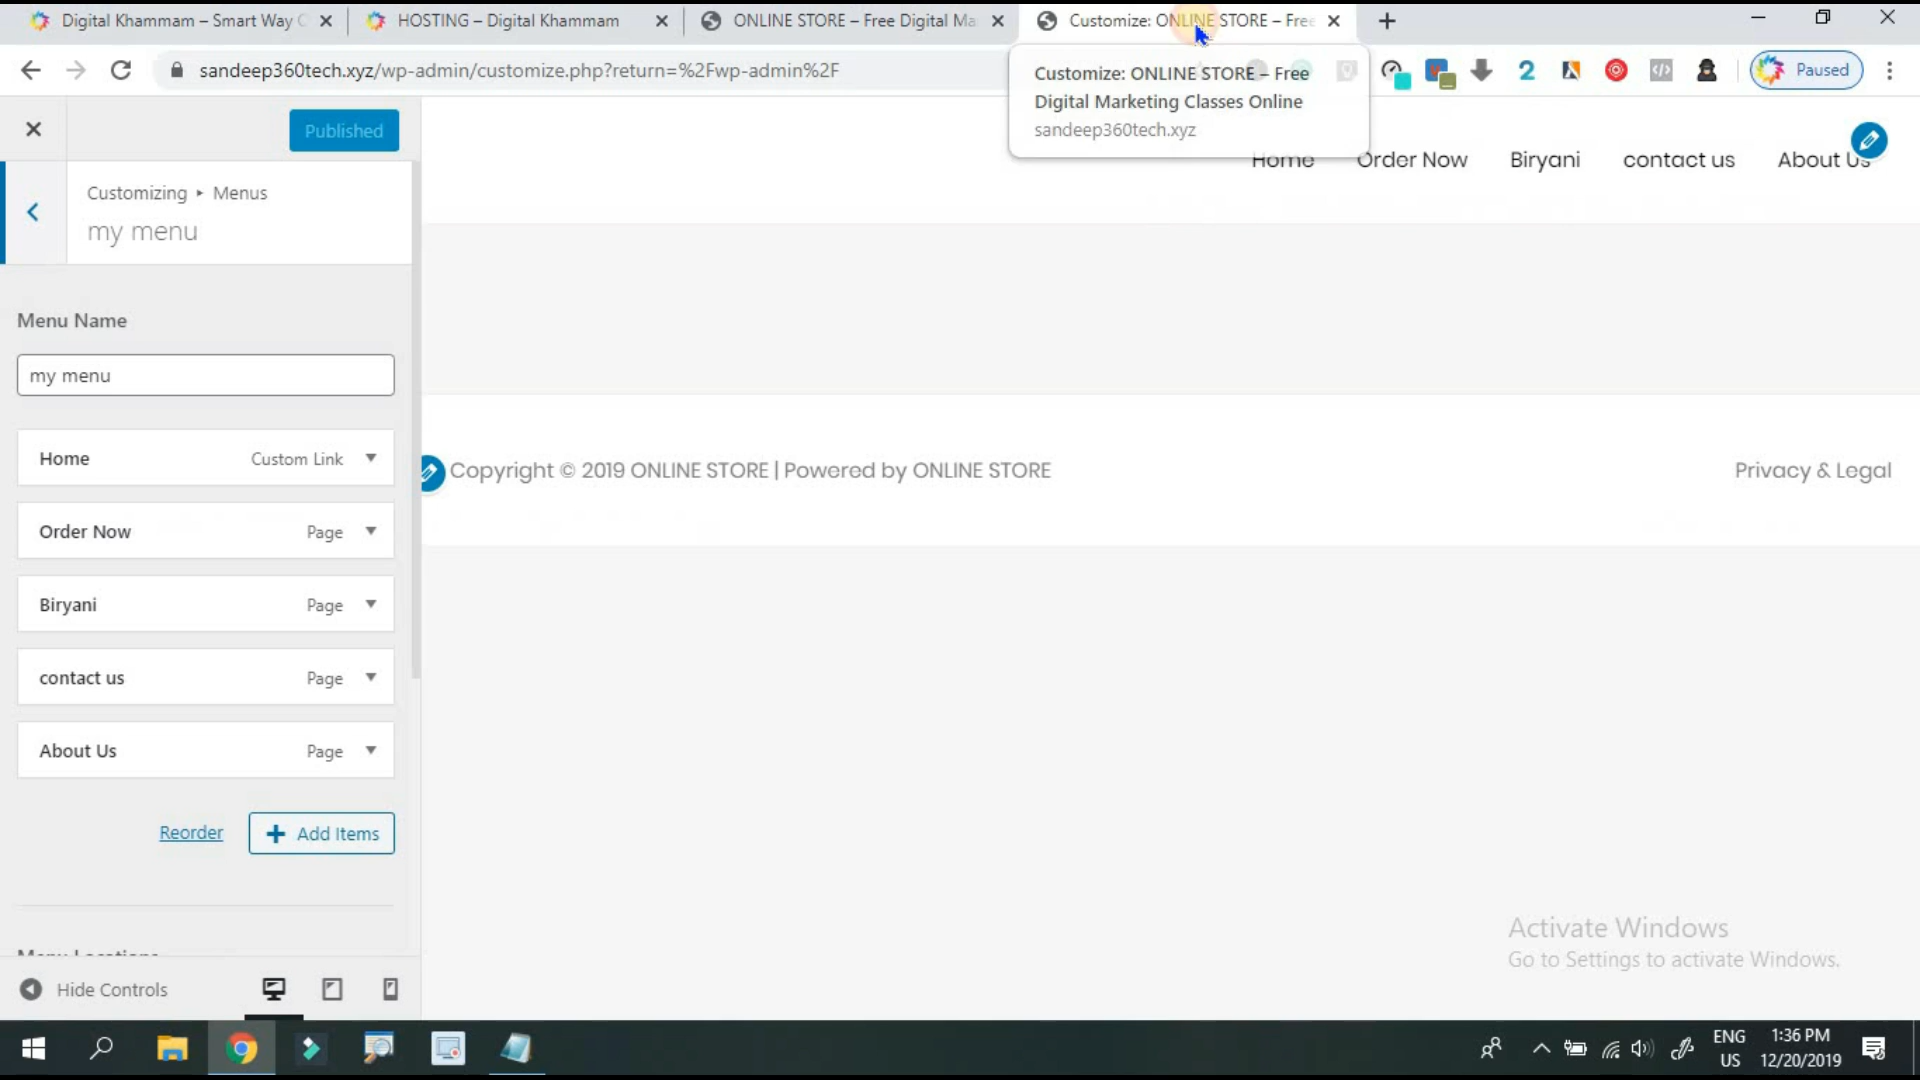 Digital Khammam – Smart Way
HOSTING – Digital Khammam
ONLINE STORE – Free Digital Ma
Customize: ONLINE STORE – Free
sandeep360tech.xyz/wp-admin/customize.php?return=%2Fwp-admin%2F
2
Paused
Customize: ONLINE STORE – Free
Digital Marketing Classes Online
sandeep360tech.xyz
Published
Home
Order Now
Biryani
contact us
About Us
Customizing ▸ Menus
my menu
Menu Name
my menu
Home
Custom Link
Order Now
Page
Biryani
Page
contact us
Page
About Us
Page
Reorder
+ Add Items
Menu Locations
Copyright © 2019 ONLINE STORE | Powered by ONLINE STORE
Privacy & Legal
Activate Windows
Go to Settings to activate Windows.
Hide Controls
ENG
US
1:36 PM
12/20/2019